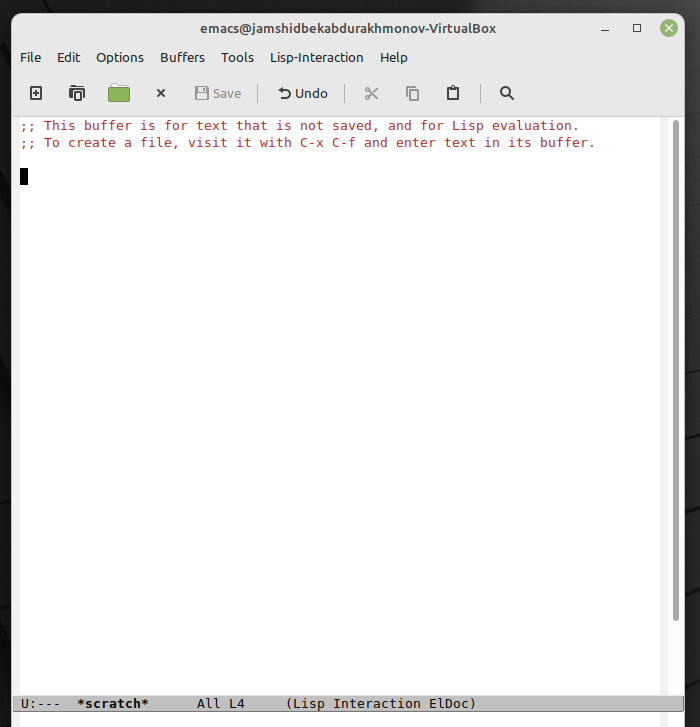 emacs@jamshidbekabdurakhmonov-VirtualBox
File Edit Options Buffers Tools Lisp-Interaction Help
Save Undo
;; This buffer is for text that is not saved, and for Lisp evaluation.
;; To create a file, visit it with C-x C-f and enter text in its buffer.
U:--- *scratch* All L4 (Lisp Interaction ElDoc)